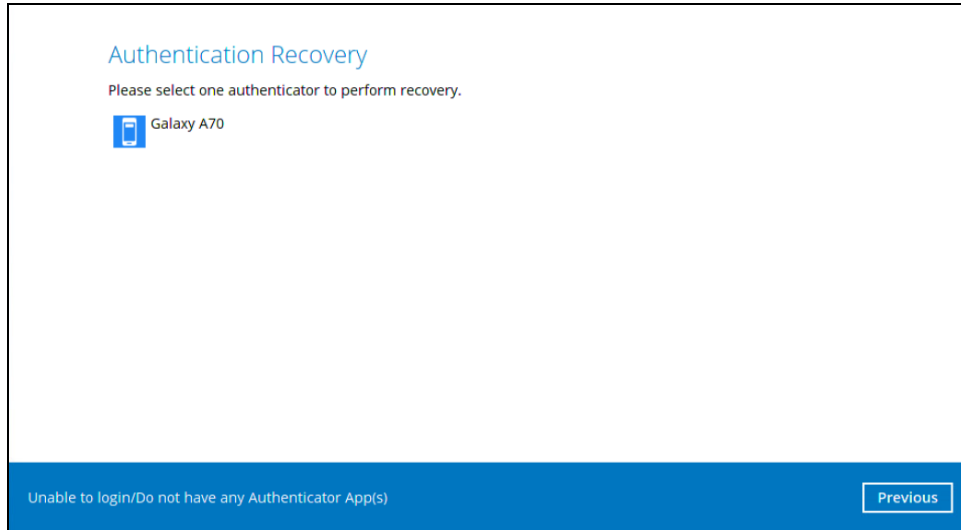 Authentication Recovery
Please select one authenticator to perform recovery.
Galaxy A70
Unable to login/Do not have any Authenticator App(s)
Previous